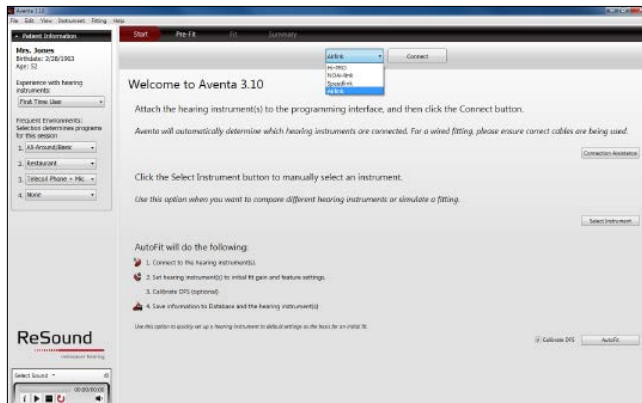 Aventa 3.10
File Edit View Instrument Fitting Help
Patient Information
Start Pre-Fit Fit Summary
Mrs. Jones
Birthdate: 2/28/1963
Age: 52
Airlink
Connect
Hi-PRO
NOAHlink
Speedlink
Airlink
Experience with hearing
instruments:
First Time User
Frequent Environments:
Selection determines programs
for this session
1. All-Around/Basic
2. Restaurant
3. Telecoil Phone + Mic
4. None
Welcome to Aventa 3.10
Attach the hearing instrument(s) to the programming interface, and then click the Connect button.
Aventa will automatically determine which hearing instruments are connected. For a wired fitting, please ensure correct cables are being used.
Connection Assistance
Click the Select Instrument button to manually select an instrument.
Use this option when you want to compare different hearing instruments or simulate a fitting.
Select Instrument
AutoFit will do the following:
1. Connect to the hearing instrument(s).
2. Set hearing instrument(s) to initial fit gain and feature settings.
3. Calibrate DFS (optional)
4. Save information to Database and the hearing instrument(s)
Use this option to quickly set up a hearing instrument to default settings as the basis for an initial fit.
Calibrate DFS
AutoFit
ReSound
rediscover hearing
Select Sound
00:00/00:00